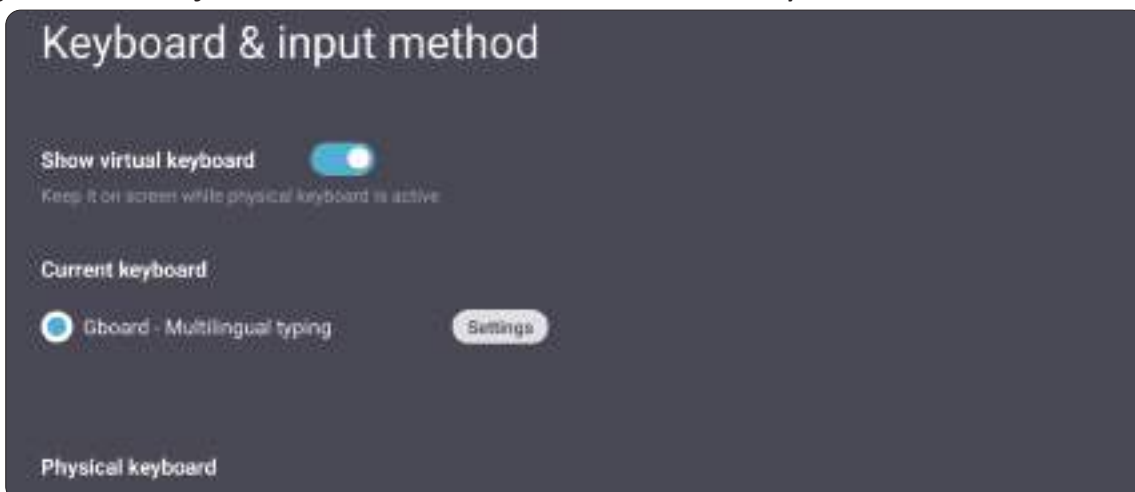 Keyboard & input method
Show virtual keyboard
Keep it on screen while physical keyboard is active
Current keyboard
Gboard - Multilingual typing
Settings
Physical keyboard